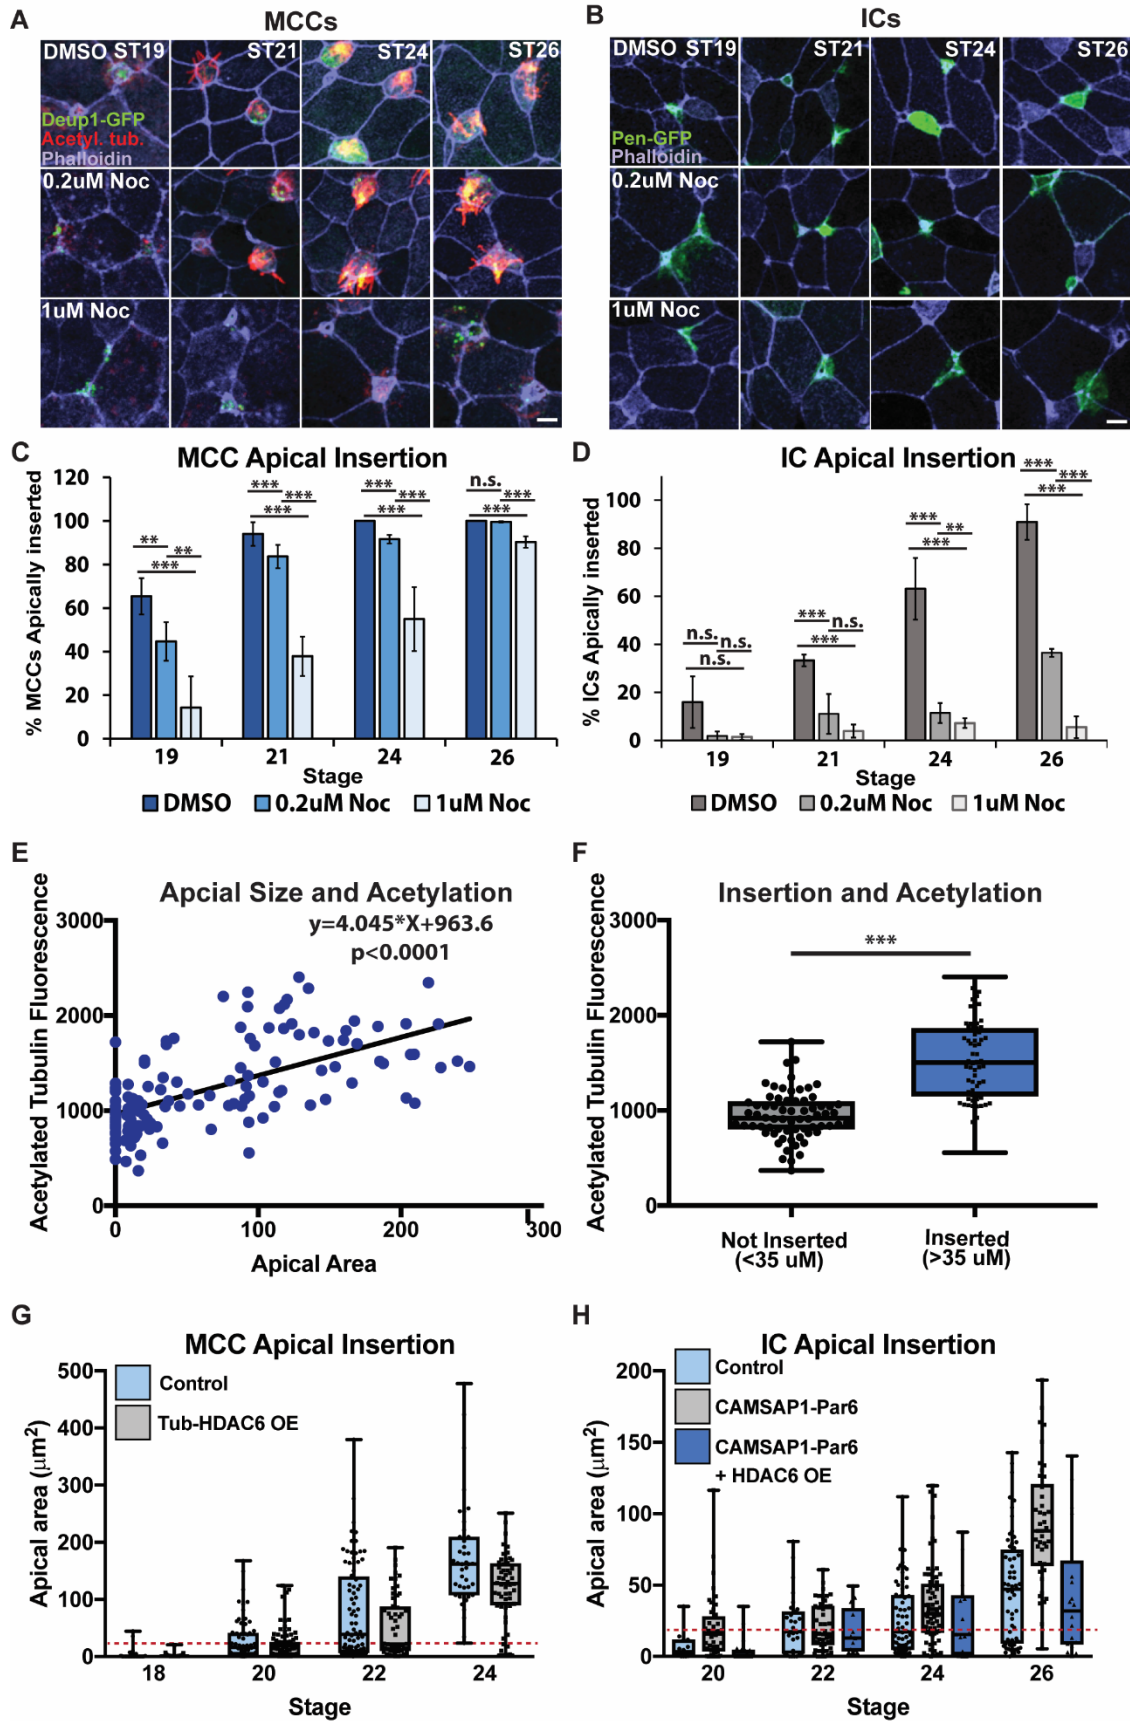 A
MCCs
DMSO ST19
ST21
ST24
ST26
Deup1-GFP
Acetyl. tub.
Phalloidin
0.2uM Noc
1uM Noc
B
ICs
DMSO ST19
ST21
ST24
ST26
Pen-GFP
Phalloidin
0.2uM Noc
1uM Noc
C
MCC Apical Insertion
% MCCs Apically inserted
120
100
80
60
40
20
0
** ** ***
*** *** ***
*** *** ***
n.s. *** ***
19 21 24 26
Stage
DMSO 0.2uM Noc 1uM Noc
D
IC Apical Insertion
% ICs Apically inserted
100
80
60
40
20
0
n.s. n.s. n.s.
*** n.s. ***
*** ** ***
*** *** ***
19 21 24 26
Stage
DMSO 0.2uM Noc 1uM Noc
E
Apcial Size and Acetylation
y=4.045*X+963.6
p<0.0001
Acetylated Tubulin Fluorescence
3000
2000
1000
0
0 100 200 300
Apical Area
F
Insertion and Acetylation
***
Acetylated Tubulin Fluorescence
3000
2000
1000
0
Not Inserted
(<35 uM)
Inserted
(>35 uM)
G
MCC Apical Insertion
Control
Tub-HDAC6 OE
Apical area (μm²)
500
400
300
200
100
0
18 20 22 24
Stage
H
IC Apical Insertion
Control
CAMSAP1-Par6
CAMSAP1-Par6
+ HDAC6 OE
Apical area (μm²)
200
150
100
50
0
20 22 24 26
Stage